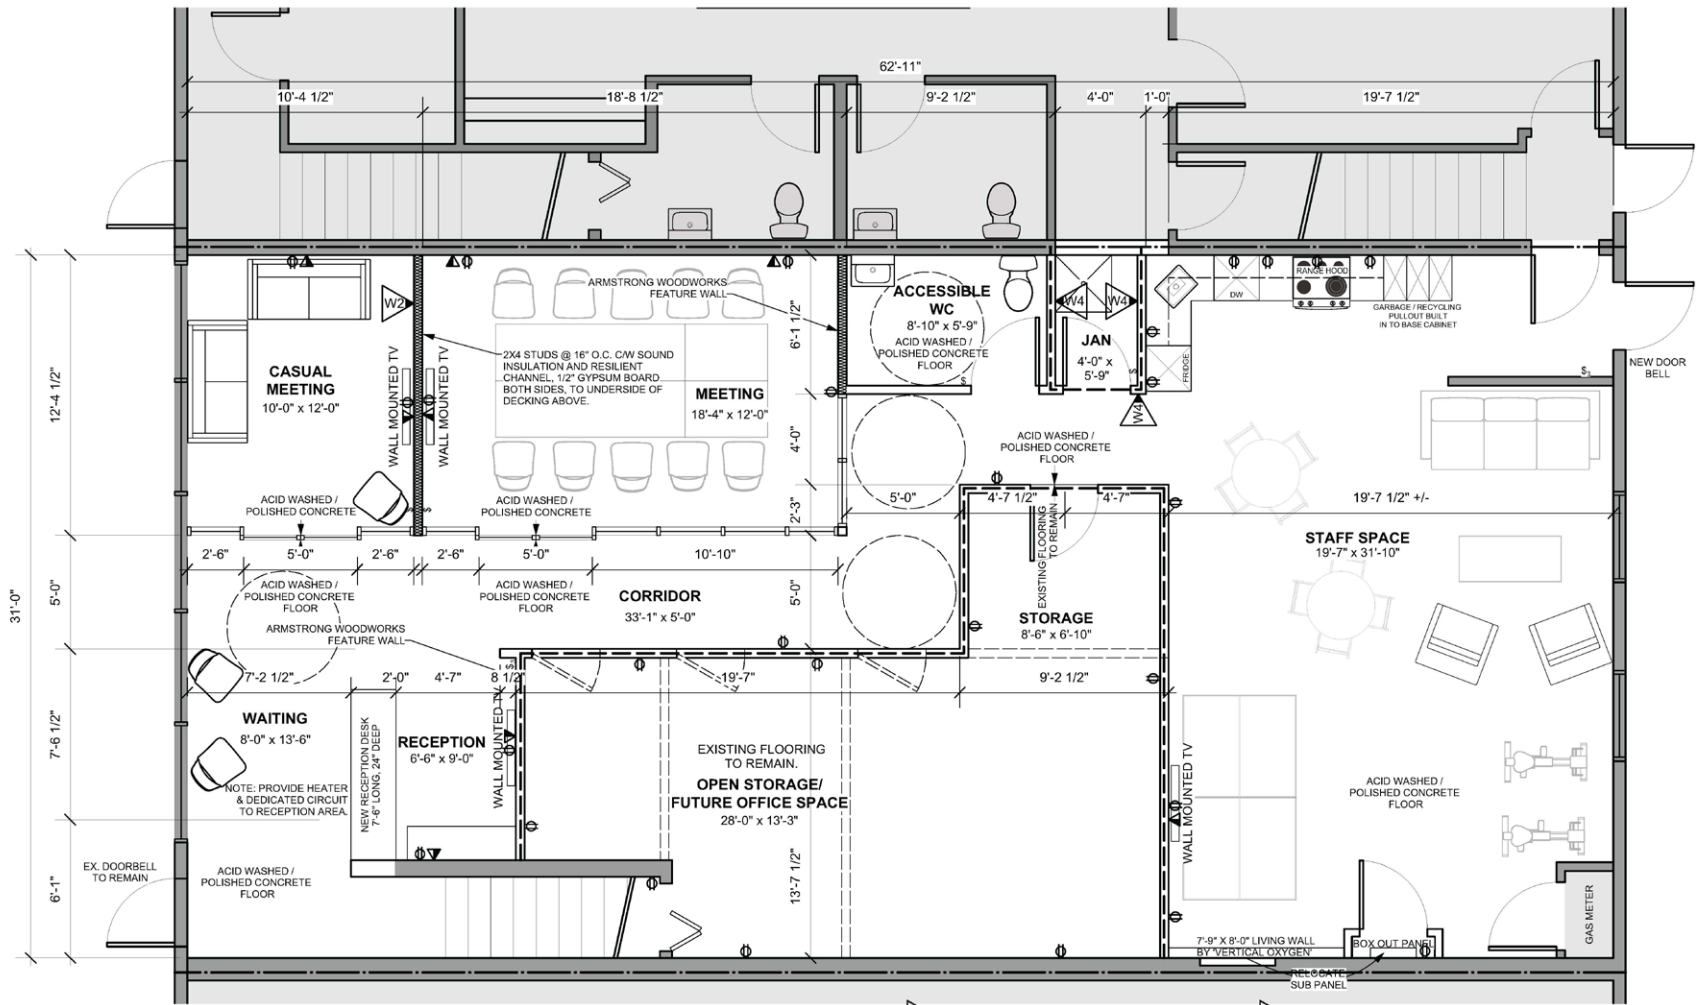 62'-11"
10'-4 1/2"
18'-8 1/2"
9'-2 1/2"
4'-0"
1'-0"
19'-7 1/2"
RANGE HOOD
ARMSTRONG WOODWORKS
FEATURE WALL
W2
W4
W4
ACCESSIBLE
WC
8'-10" x 5'-9"
ACID WASHED /
POLISHED CONCRETE
FLOOR
DW
GARBAGE / RECYCLING
PULLOUT BUILT
IN TO BASE CABINET
6'-1 1/2"
JAN
4'-0" x
5'-9"
FRIDGE
NEW DOOR
BELL
2X4 STUDS @ 16" O.C. C/W SOUND
INSULATION AND RESILIENT
CHANNEL, 1/2" GYPSUM BOARD
BOTH SIDES, TO UNDERSIDE OF
DECKING ABOVE.
CASUAL
MEETING
10'-0" x 12'-0"
WALL MOUNTED TV
WALL MOUNTED TV
MEETING
18'-4" x 12'-0"
12'-4 1/2"
W4
4'-0"
ACID WASHED /
POLISHED CONCRETE
FLOOR
ACID WASHED /
POLISHED CONCRETE
ACID WASHED /
POLISHED CONCRETE
2'-3"
5'-0"
4'-7 1/2"
4'-7"
19'-7 1/2" +/-
EXISTING FLOORING
TO REMAIN
STAFF SPACE
19'-7" x 31'-10"
2'-6"
5'-0"
2'-6"
2'-6"
5'-0"
10'-10"
31'-0"
5'-0"
ACID WASHED /
POLISHED CONCRETE
FLOOR
ACID WASHED /
POLISHED CONCRETE
FLOOR
CORRIDOR
33'-1" x 5'-0"
5'-0"
STORAGE
8'-6" x 6'-10"
ARMSTRONG WOODWORKS
FEATURE WALL
7'-2 1/2"
2'-0"
4'-7"
8 1/2"
19'-7"
9'-2 1/2"
WAITING
8'-0" x 13'-6"
NEW RECEPTION DESK
7'-6" LONG, 24" DEEP
RECEPTION
6'-6" x 9'-0"
WALL MOUNTED TV
7'-6 1/2"
EXISTING FLOORING
TO REMAIN.
OPEN STORAGE/
FUTURE OFFICE SPACE
28'-0" x 13'-3"
NOTE: PROVIDE HEATER
& DEDICATED CIRCUIT
TO RECEPTION AREA.
WALL MOUNTED TV
ACID WASHED /
POLISHED CONCRETE
FLOOR
EX. DOORBELL
TO REMAIN
ACID WASHED /
POLISHED CONCRETE
FLOOR
6'-1"
13'-7 1/2"
GAS METER
7'-9" X 8'-0" LIVING WALL
BY 'VERTICAL OXYGEN'
BOX OUT PANEL
RELOCATE
SUB PANEL